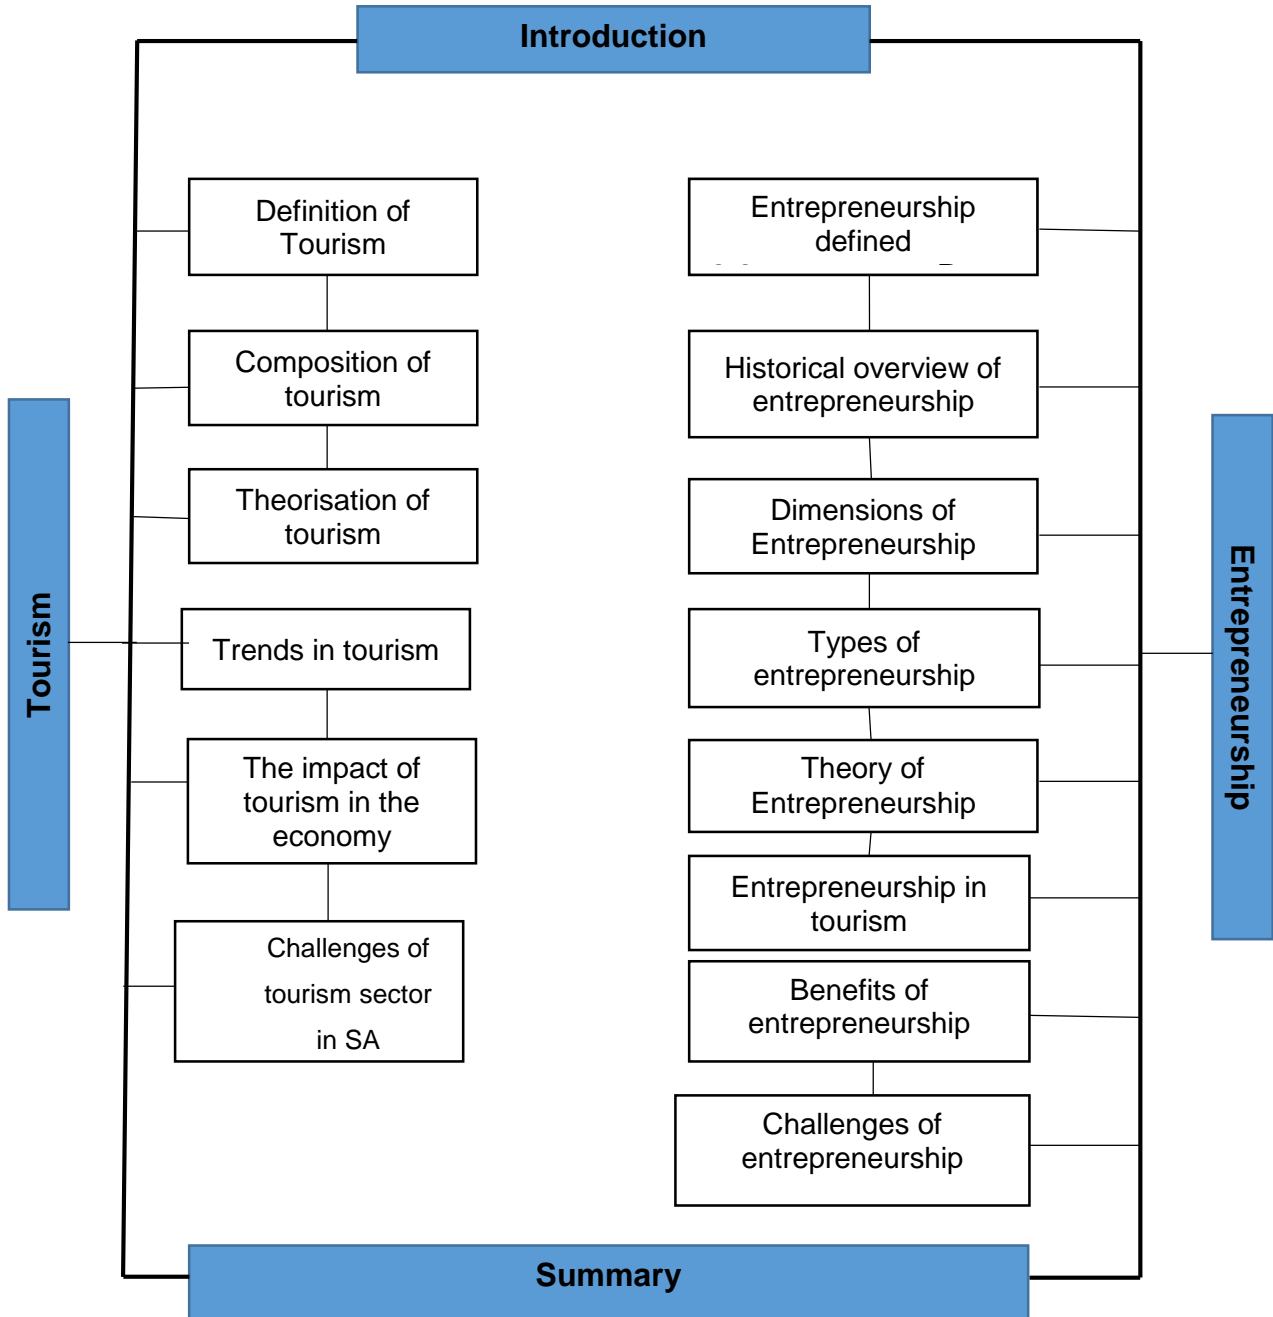 Introduction
Definition of
Tourism
Composition of
tourism
Theorisation of
tourism
Trends in tourism
The impact of
tourism in the
economy
Challenges of
tourism sector
in SA
Tourism
Entrepreneurship
defined
Historical overview of
entrepreneurship
Dimensions of
Entrepreneurship
Types of
entrepreneurship
Theory of
Entrepreneurship
Entrepreneurship in
tourism
Benefits of
entrepreneurship
Challenges of
entrepreneurship
Entrepreneurship
Summary